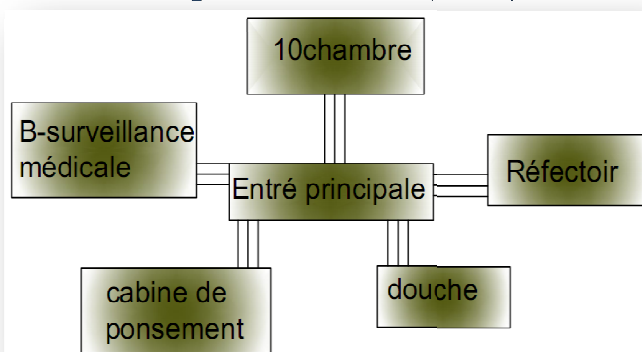 10chambre
B-surveillance
médicale
Entré principale
Réfectoir
cabine de
ponsement
douche